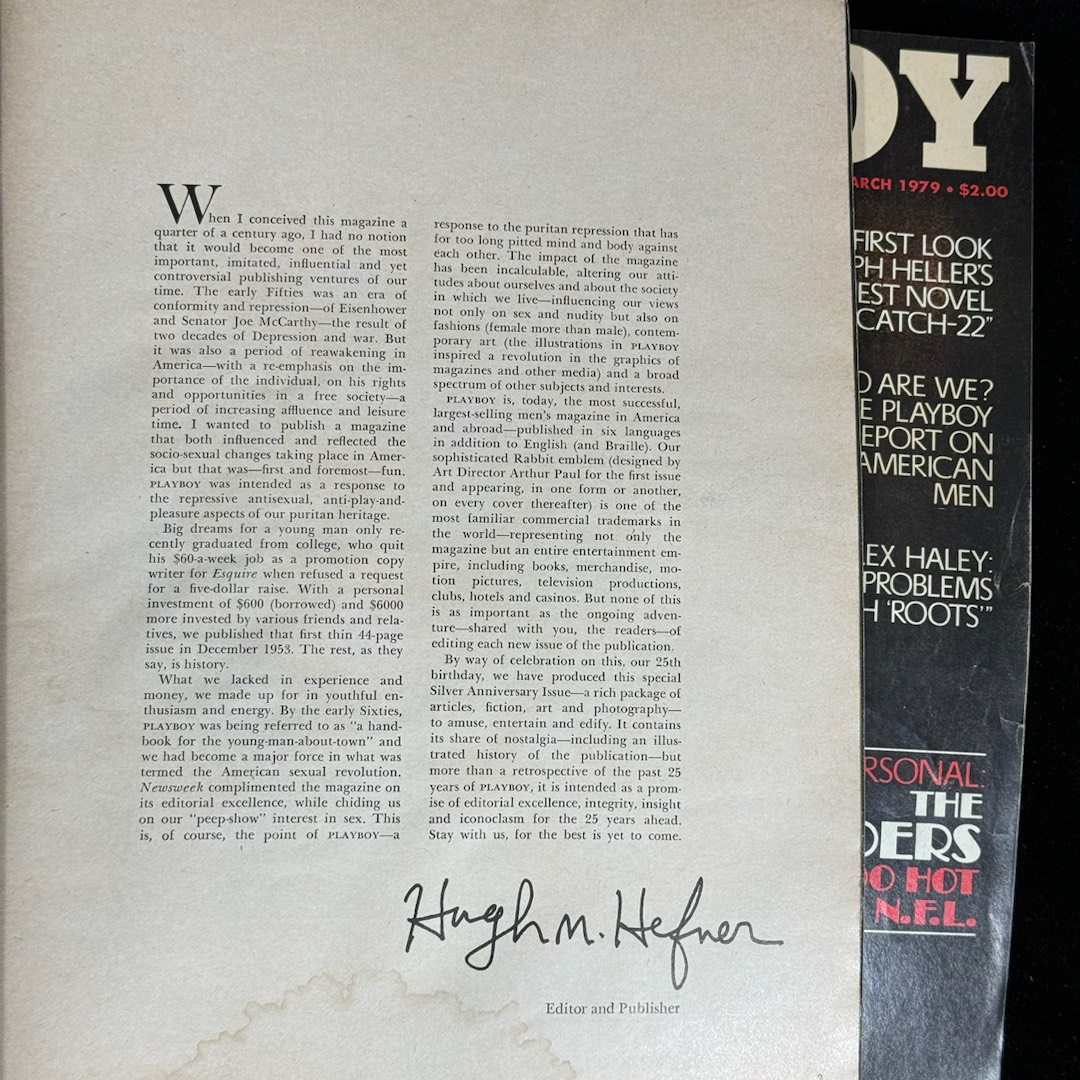 When I conceived this magazine a
quarter of a century ago, I had no notion
that it would become one of the most
important, imitated, influential and yet
controversial publishing ventures of our
time. The early Fifties was an era of
conformity and repression—of Eisenhower
and Senator Joe McCarthy—the result of
two decades of Depression and war. But
it was also a period of reawakening in
America—with a re-emphasis on the im-
portance of the individual, on his rights
and opportunities in a free society—a
period of increasing affluence and leisure
time. I wanted to publish a magazine
that both influenced and reflected the
socio-sexual changes taking place in Amer-
ica but that was—first and foremost—fun.
PLAYBOY was intended as a response to
the repressive antisexual, anti-play-and-
pleasure aspects of our puritan heritage.
Big dreams for a young man only re-
cently graduated from college, who quit
his $60-a-week job as a promotion copy
writer for Esquire when refused a request
for a five-dollar raise. With a personal
investment of $600 (borrowed) and $6000
more invested by various friends and rela-
tives, we published that first thin 44-page
issue in December 1953. The rest, as they
say, is history.
What we lacked in experience and
money, we made up for in youthful en-
thusiasm and energy. By the early Sixties,
PLAYBOY was being referred to as "a hand-
book for the young-man-about-town" and
we had become a major force in what was
termed the American sexual revolution.
Newsweek complimented the magazine on
its editorial excellence, while chiding us
on our "peep-show" interest in sex. This
is, of course, the point of PLAYBOY—a
response to the puritan repression that has
for too long pitted mind and body against
each other. The impact of the magazine
has been incalculable, altering our atti-
tudes about ourselves and about the society
in which we live—influencing our views
not only on sex and nudity but also on
fashions (female more than male), contem-
porary art (the illustrations in PLAYBOY
inspired a revolution in the graphics of
magazines and other media) and a broad
spectrum of other subjects and interests.
PLAYBOY is, today, the most successful,
largest-selling men's magazine in America
and abroad—published in six languages
in addition to English (and Braille). Our
sophisticated Rabbit emblem (designed by
Art Director Arthur Paul for the first issue
and appearing, in one form or another,
on every cover thereafter) is one of the
most familiar commercial trademarks in
the world—representing not only the
magazine but an entire entertainment em-
pire, including books, merchandise, mo-
tion pictures, television productions,
clubs, hotels and casinos. But none of this
is as important as the ongoing adven-
ture—shared with you, the readers—of
editing each new issue of the publication.
By way of celebration on this, our 25th
birthday, we have produced this special
Silver Anniversary Issue—a rich package of
articles, fiction, art and photography—
to amuse, entertain and edify. It contains
its share of nostalgia—including an illus-
trated history of the publication—but
more than a retrospective of the past 25
years of PLAYBOY, it is intended as a prom-
ise of editorial excellence, integrity, insight
and iconoclasm for the 25 years ahead.
Stay with us, for the best is yet to come.
Hugh M. Hefner
Editor and Publisher
OY
ARCH 1979 • $2.00
FIRST LOOK
PH HELLER'S
EST NOVEL
CATCH-22"
O ARE WE?
E PLAYBOY
EPORT ON
AMERICAN
MEN
LEX HALEY:
PROBLEMS
H 'ROOTS'"
RSONAL:
THE
DERS
OO HOT
N.F.L.